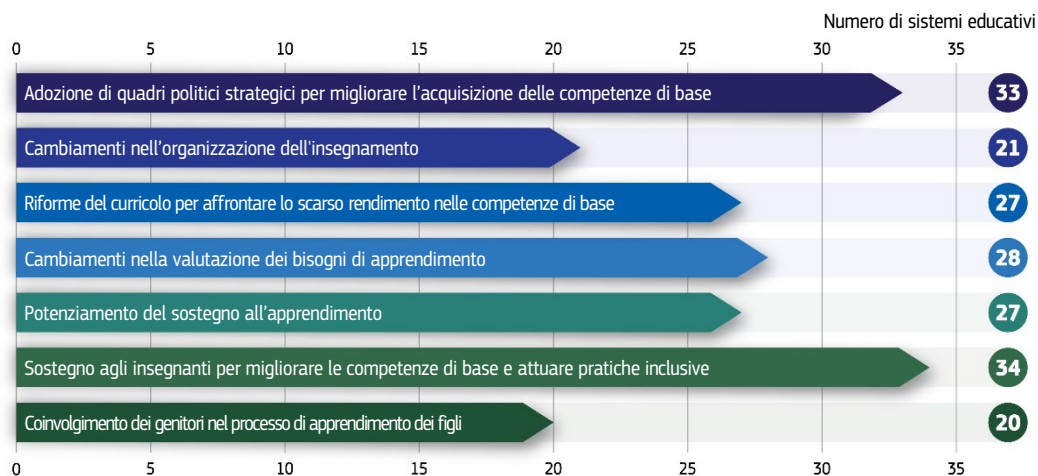 Numero di sistemi educativi
0 5 10 15 20 25 30 35
Adozione di quadri politici strategici per migliorare l'acquisizione delle competenze di base 33
Cambiamenti nell'organizzazione dell'insegnamento 21
Riforme del curricolo per affrontare lo scarso rendimento nelle competenze di base 27
Cambiamenti nella valutazione dei bisogni di apprendimento 28
Potenziamento del sostegno all'apprendimento 27
Sostegno agli insegnanti per migliorare le competenze di base e attuare pratiche inclusive 34
Coinvolgimento dei genitori nel processo di apprendimento dei figli 20
0 5 10 15 20 25 30 35